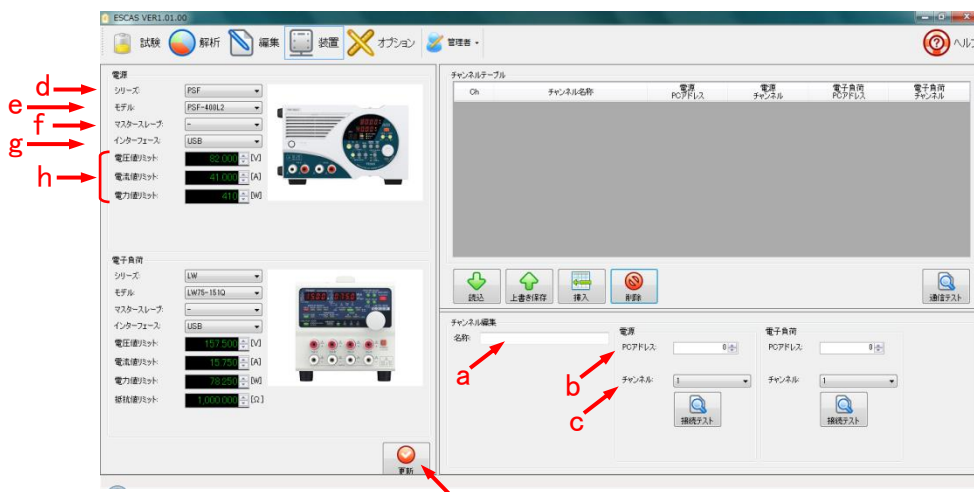 ESCAS VER1.01.00
試験 解析 編集 装置 オプション 管理者 ヘルプ
電源
d シリーズ: PSF
e モデル: PSF-400L2
f マスタースレーブ: -
g インターフェース: USB
電圧値リミット: 82.000 [V]
h 電流値リミット: 41.000 [A]
電力値リミット: 410 [W]
電子負荷
シリーズ: LW
モデル: LW75-151Q
マスタースレーブ: -
インターフェース: USB
電圧値リミット: 157.500 [V]
電流値リミット: 15.750 [A]
電力値リミット: 78.250 [W]
抵抗値リミット: 1,000.000 [Ω]
更新
チャンネルテーブル
Ch チャンネル名称 電源 PCアドレス 電源 チャンネル 電子負荷 PCアドレス 電子負荷 チャンネル
読込 上書き保存 挿入 削除 通信テスト
チャンネル編集
名称:
a
電源
b PCアドレス: 0
c チャンネル: 1
接続テスト
電子負荷
PCアドレス: 0
チャンネル: 1
接続テスト